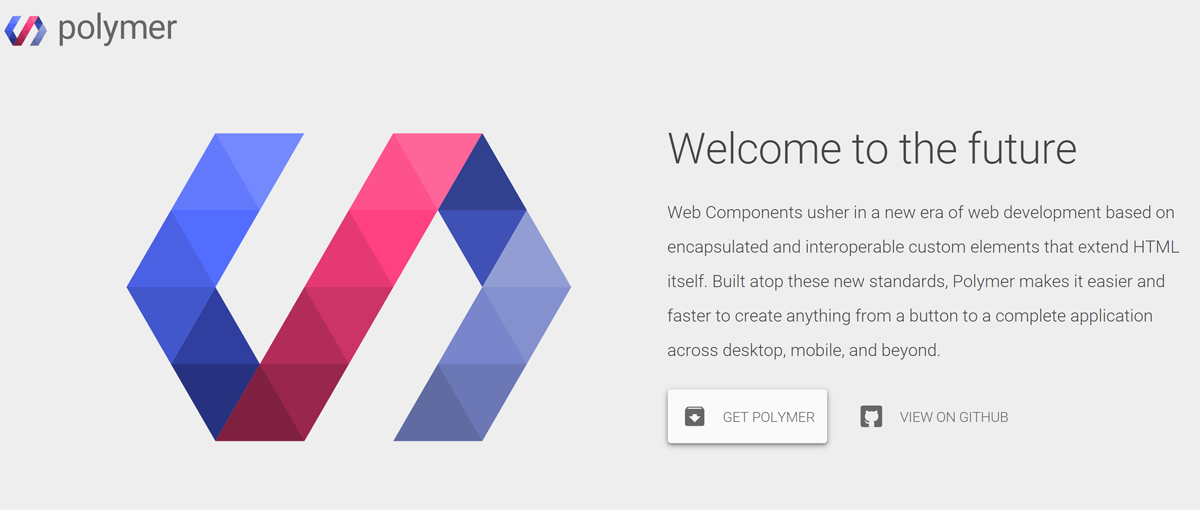 polymer
Welcome to the future
Web Components usher in a new era of web development based on
encapsulated and interoperable custom elements that extend HTML
itself. Built atop these new standards, Polymer makes it easier and
faster to create anything from a button to a complete application
across desktop, mobile, and beyond.
GET POLYMER
VIEW ON GITHUB